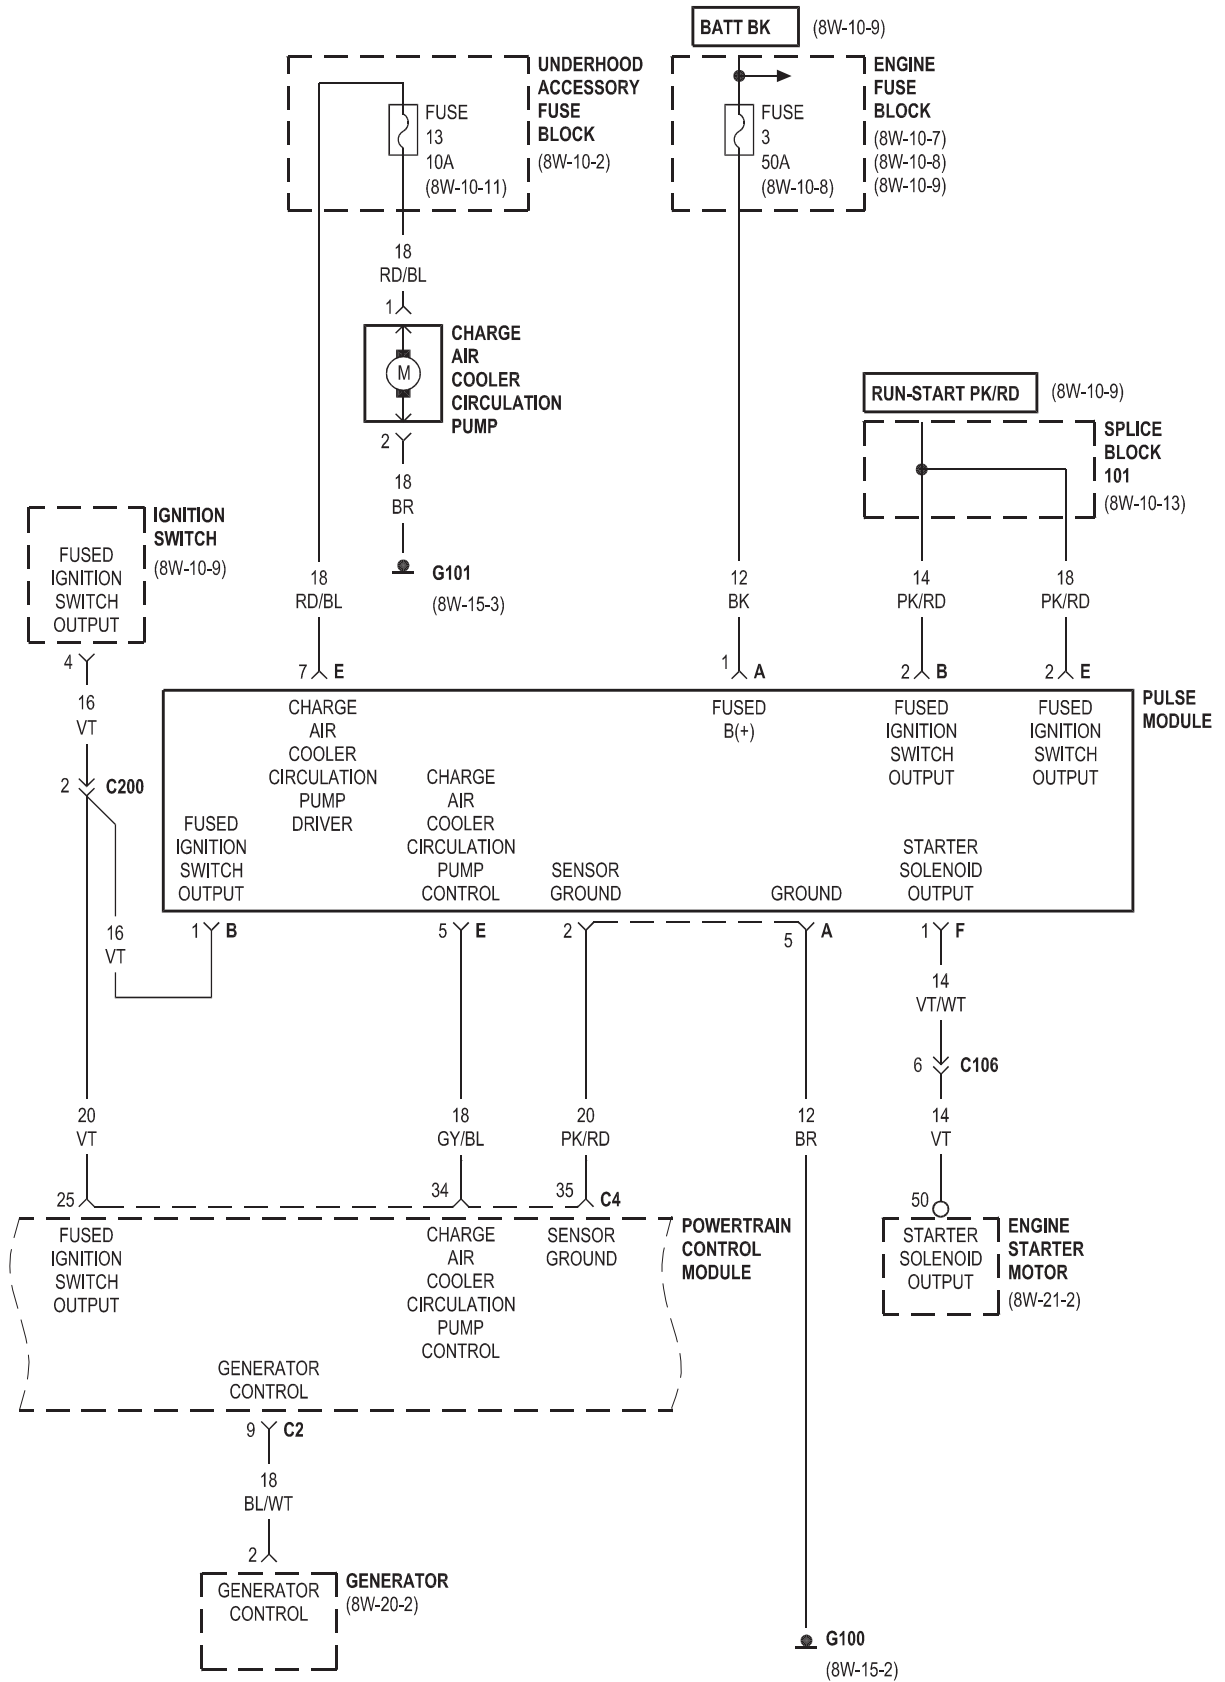 BATT BK (8W-10-9)
UNDERHOOD
ACCESSORY
FUSE
BLOCK
(8W-10-2)
FUSE
13
10A
(8W-10-11)
ENGINE
FUSE
BLOCK
(8W-10-7)
(8W-10-8)
(8W-10-9)
FUSE
3
50A
(8W-10-8)
18
RD/BL
1
M
CHARGE
AIR
COOLER
CIRCULATION
PUMP
2
18
BR
G101
(8W-15-3)
RUN-START PK/RD (8W-10-9)
SPLICE
BLOCK
101
(8W-10-13)
IGNITION
SWITCH
(8W-10-9)
FUSED
IGNITION
SWITCH
OUTPUT
4
16
VT
2 C200
16
VT
18
RD/BL
7 E
12
BK
1 A
14
PK/RD
2 B
18
PK/RD
2 E
PULSE
MODULE
CHARGE
AIR
COOLER
CIRCULATION
PUMP
DRIVER
FUSED
B(+)
FUSED
IGNITION
SWITCH
OUTPUT
FUSED
IGNITION
SWITCH
OUTPUT
FUSED
IGNITION
SWITCH
OUTPUT
CHARGE
AIR
COOLER
CIRCULATION
PUMP
CONTROL
SENSOR
GROUND
GROUND
STARTER
SOLENOID
OUTPUT
1 B
5 E
2
5 A
1 F
14
VT/WT
6 C106
20
VT
18
GY/BL
20
PK/RD
12
BR
14
VT
25
34
35 C4
50
POWERTRAIN
CONTROL
MODULE
FUSED
IGNITION
SWITCH
OUTPUT
CHARGE
AIR
COOLER
CIRCULATION
PUMP
CONTROL
SENSOR
GROUND
STARTER
SOLENOID
OUTPUT
ENGINE
STARTER
MOTOR
(8W-21-2)
GENERATOR
CONTROL
9 C2
18
BL/WT
2
GENERATOR
CONTROL
GENERATOR
(8W-20-2)
G100
(8W-15-2)